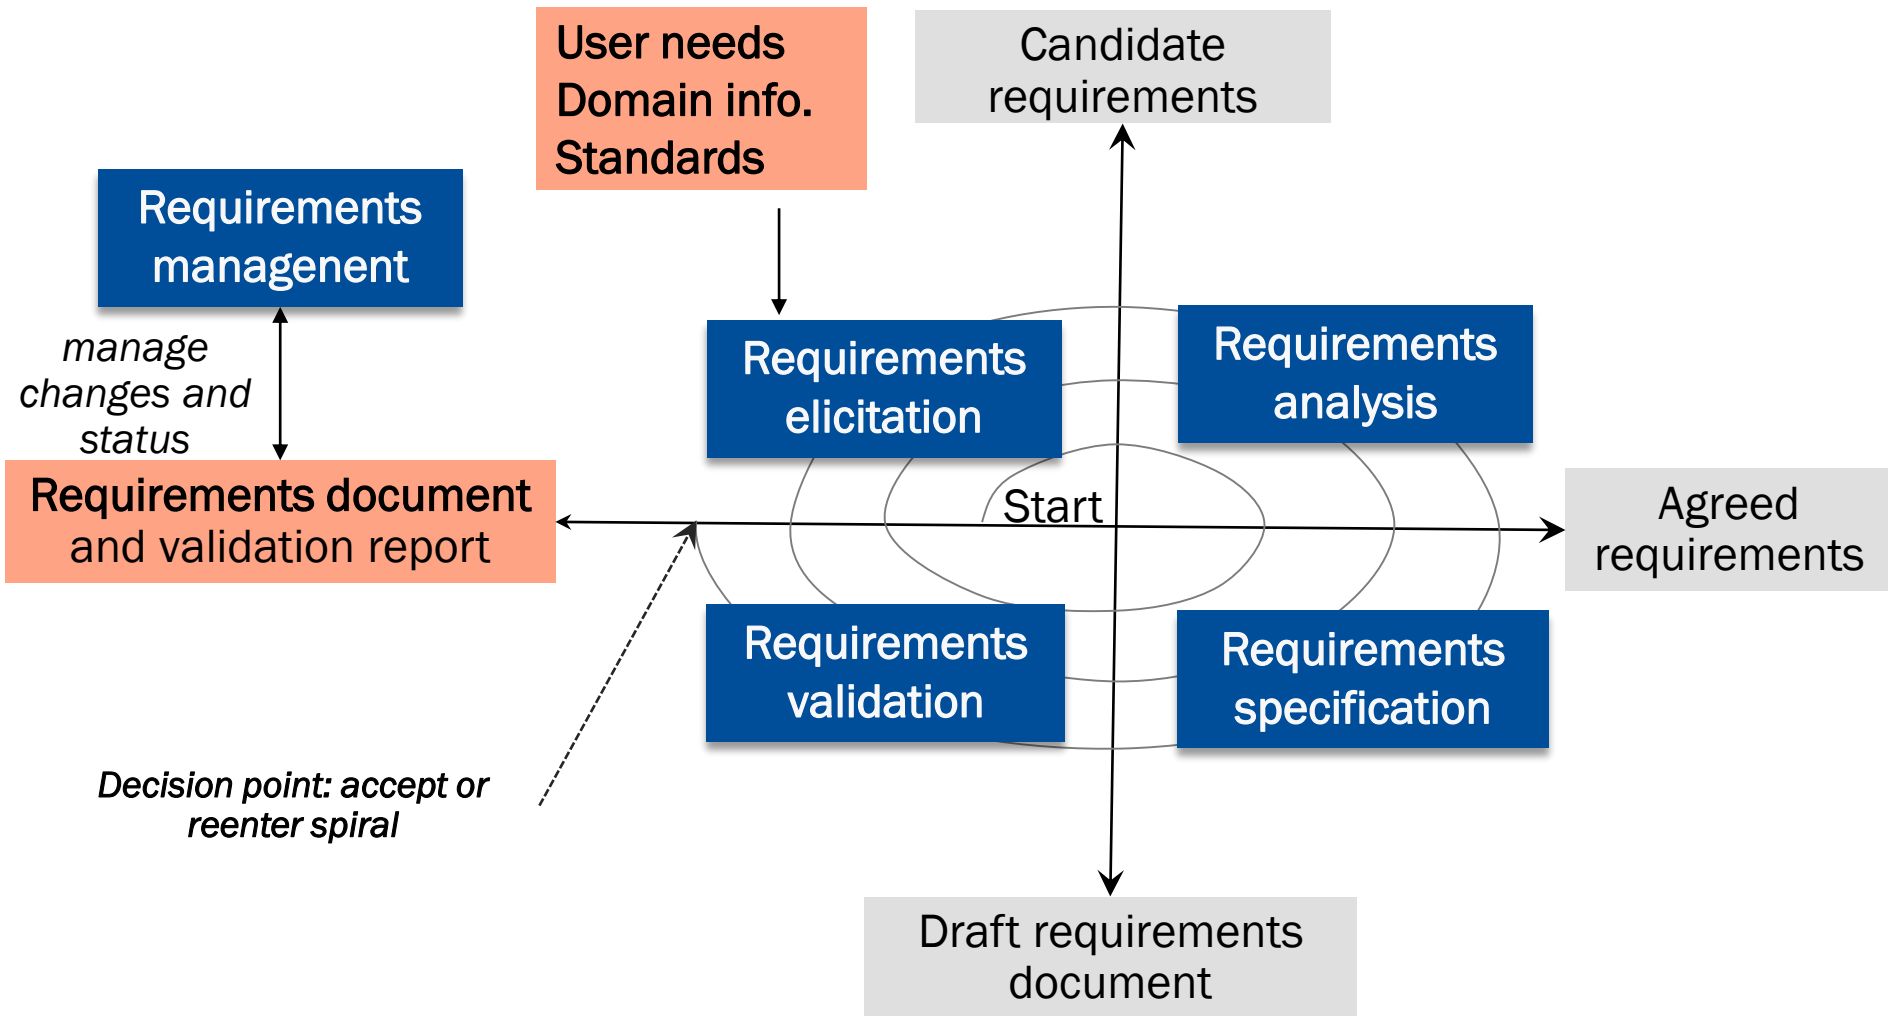 User needs
Domain info.
Standards
Candidate
requirements
Requirements
managenent
manage
changes and
status
Requirements document
and validation report
Requirements
elicitation
Requirements
analysis
Start
Agreed
requirements
Requirements
validation
Requirements
specification
Decision point: accept or
reenter spiral
Draft requirements
document